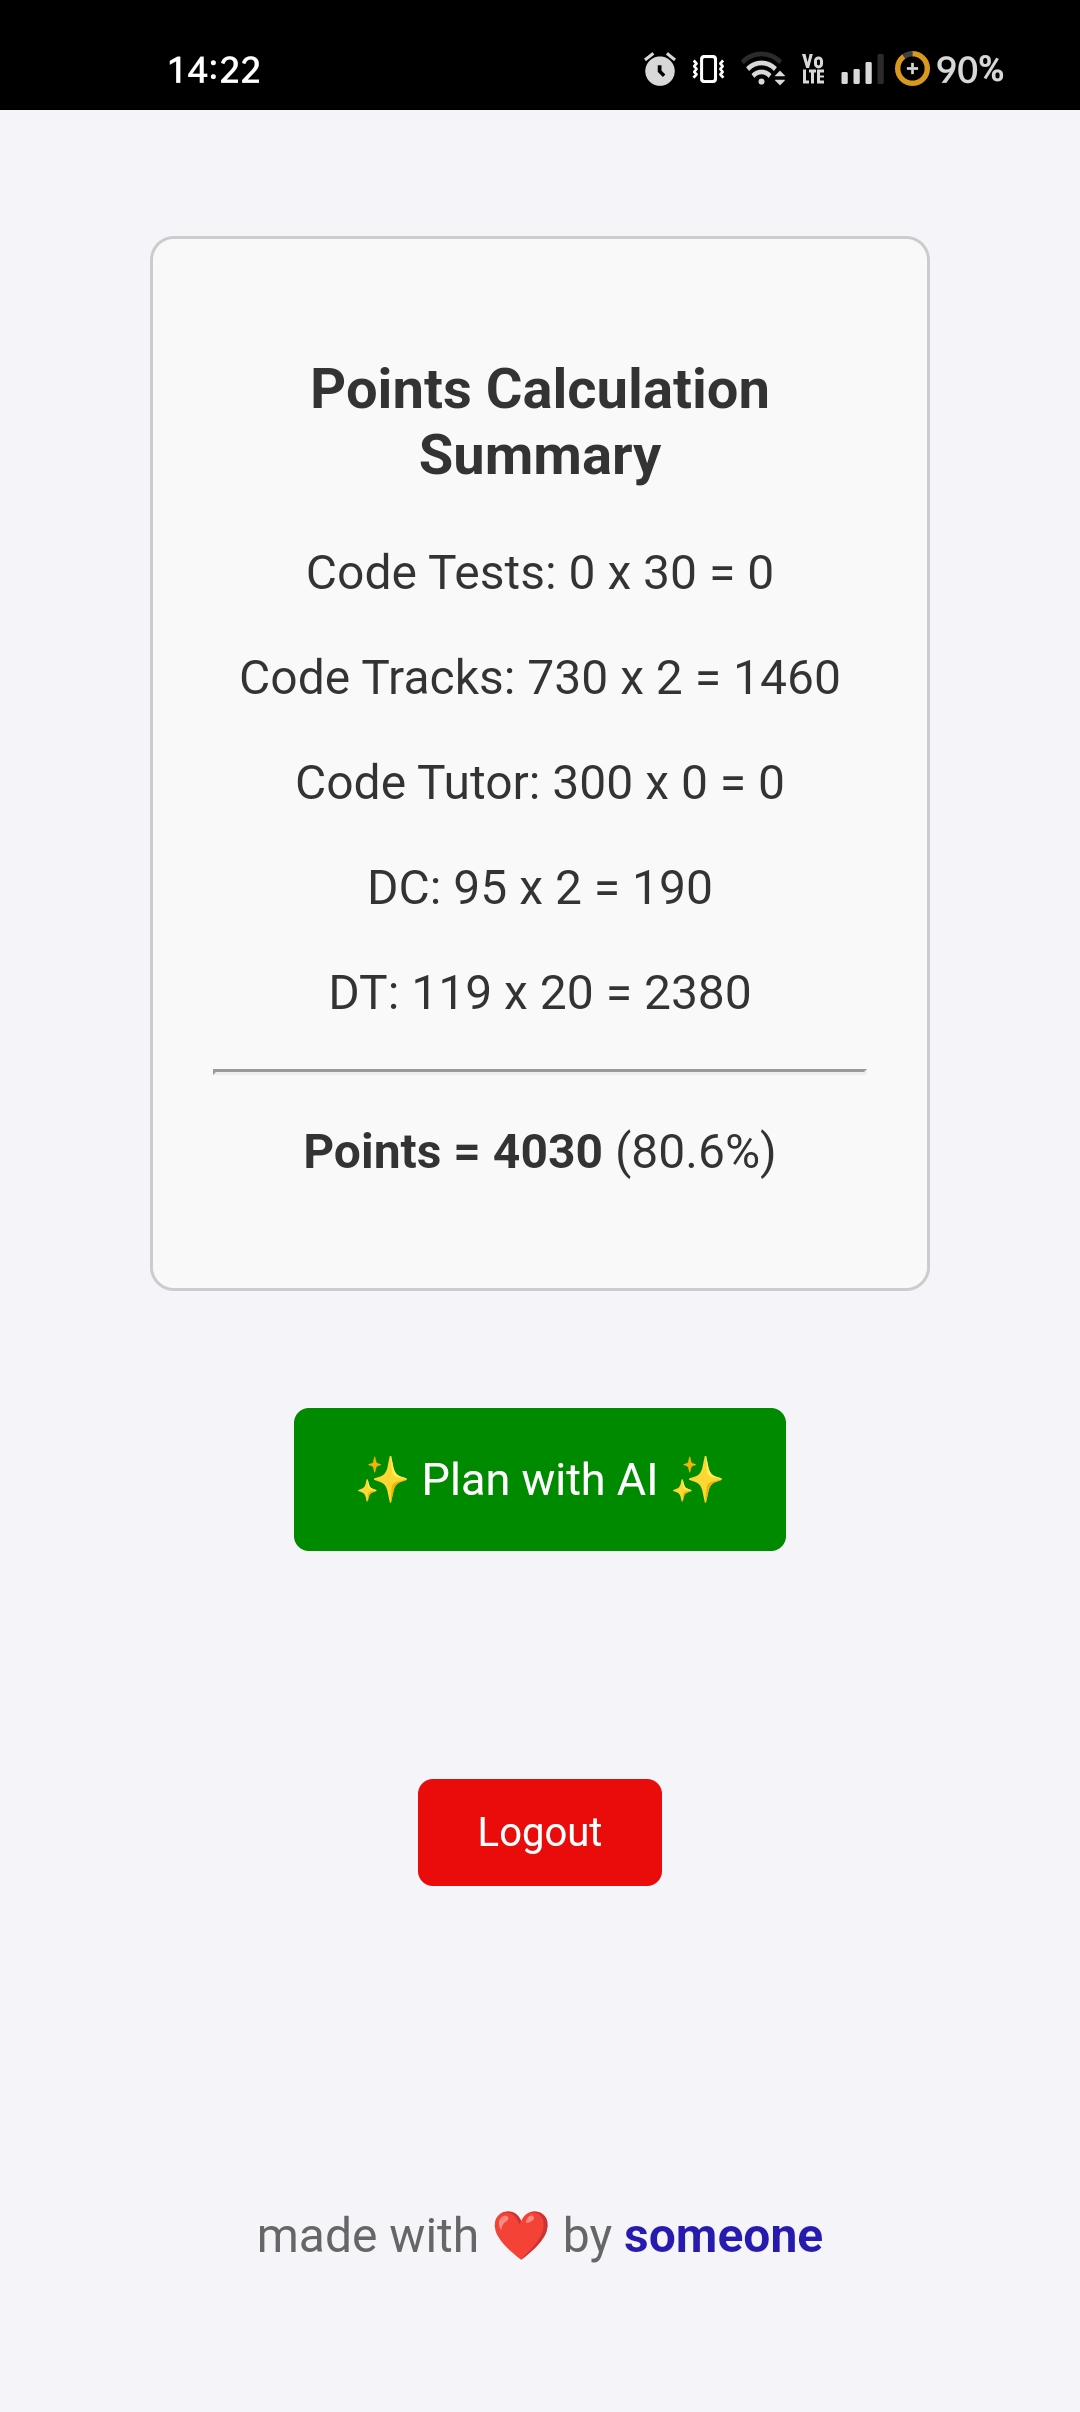 14:22
Vo
LTE
90%
Points Calculation
Summary
Code Tests: 0 x 30 = 0
Code Tracks: 730 x 2 = 1460
Code Tutor: 300 x 0 = 0
DC: 95 x 2 = 190
DT: 119 x 20 = 2380
Points = 4030 (80.6%)
✨ Plan with AI ✨
Logout
made with ❤️ by someone